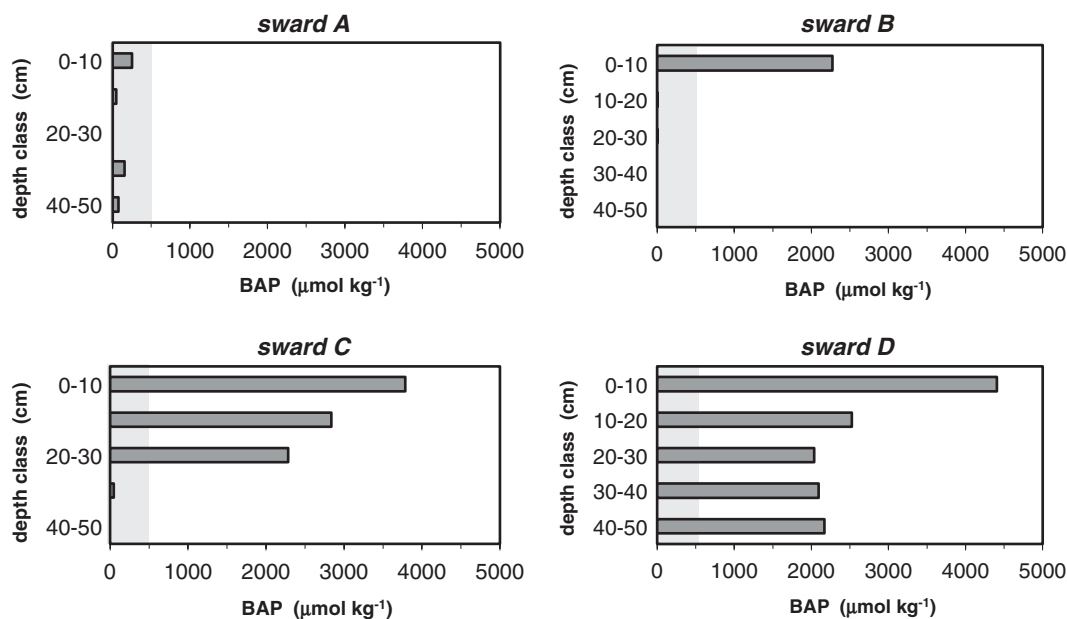 sward A
depth class (cm)
0-10
20-30
40-50
0 1000 2000 3000 4000 5000
BAP (μmol kg⁻¹)
sward B
depth class (cm)
0-10
10-20
20-30
30-40
40-50
0 1000 2000 3000 4000 5000
BAP (μmol kg⁻¹)
sward C
depth class (cm)
0-10
20-30
40-50
0 1000 2000 3000 4000 5000
BAP (μmol kg⁻¹)
sward D
depth class (cm)
0-10
10-20
20-30
30-40
40-50
0 1000 2000 3000 4000 5000
BAP (μmol kg⁻¹)